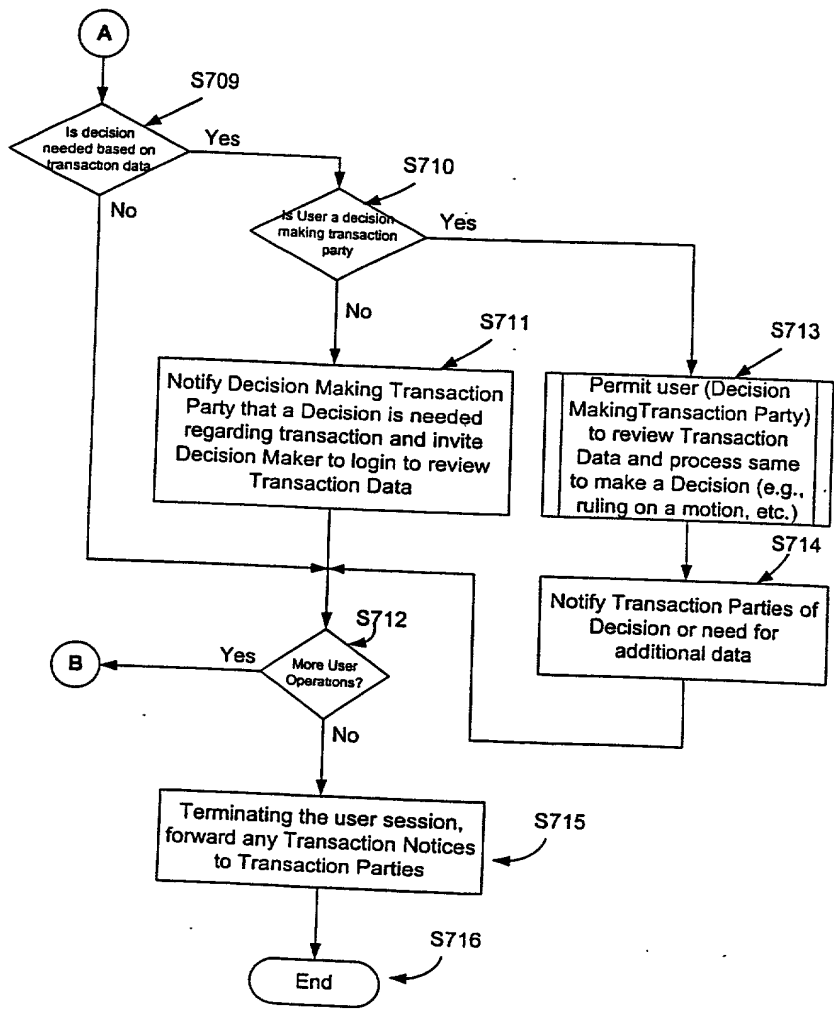 A
S709
Is decision
needed based on
transaction data
Yes
No
S710
Is User a decision
making transaction
party
Yes
No
S711
Notify Decision Making Transaction
Party that a Decision is needed
regarding transaction and invite
Decision Maker to login to review
Transaction Data
S713
Permit user (Decision
MakingTransaction Party)
to review Transaction
Data and process same
to make a Decision (e.g.,
ruling on a motion, etc.)
S714
Notify Transaction Parties of
Decision or need for
additional data
S712
More User
Operations?
Yes
B
No
Terminating the user session,
forward any Transaction Notices
to Transaction Parties
S715
S716
End